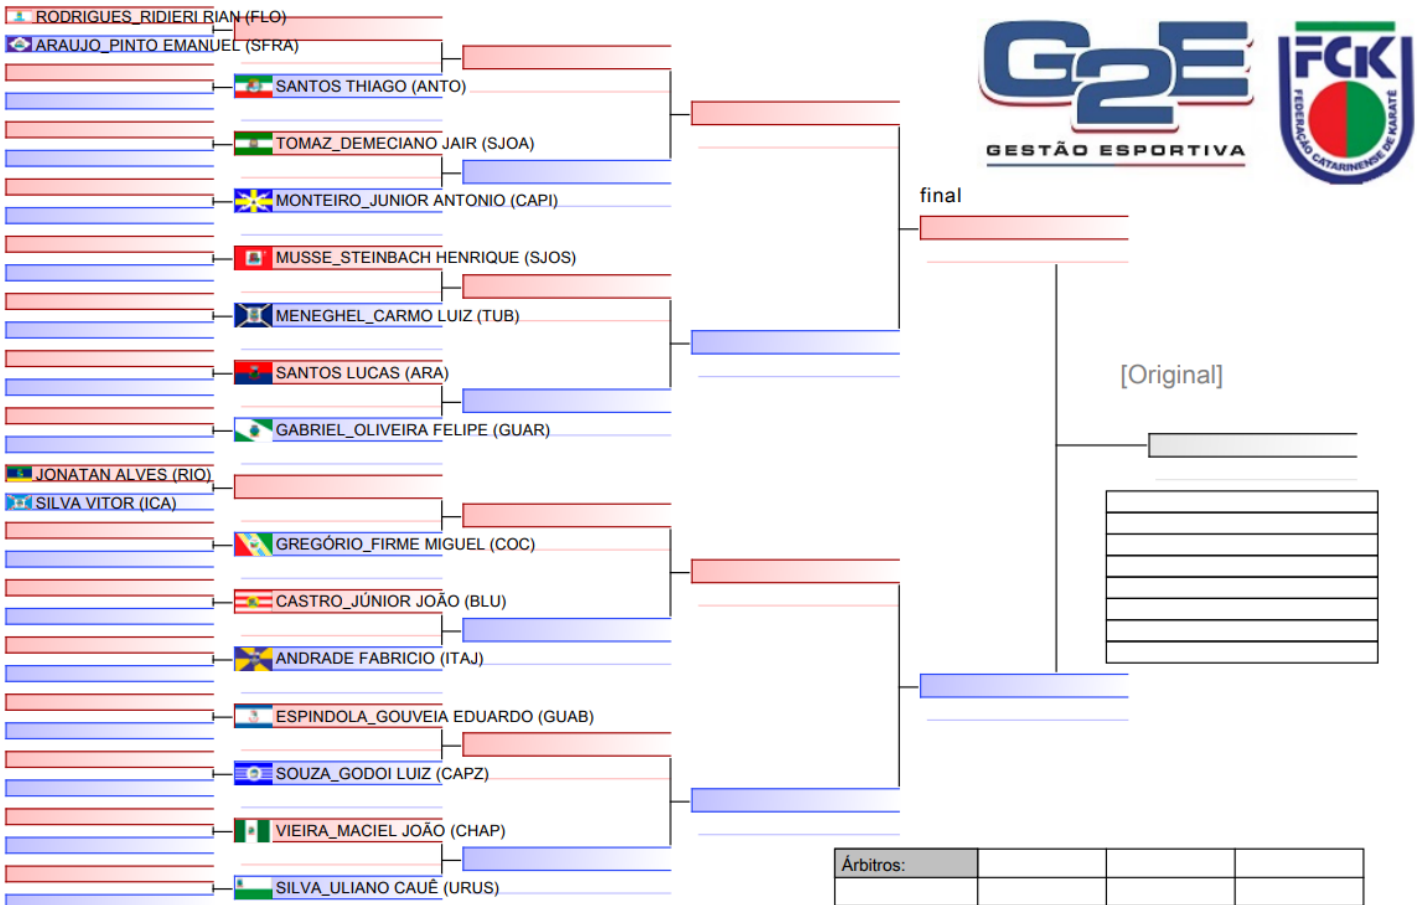 RODRIGUES_RIDIERI RIAN (FLO)
ARAUJO_PINTO EMANUEL (SFRA)
SANTOS THIAGO (ANTO)
TOMAZ_DEMECIANO JAIR (SJOA)
MONTEIRO_JUNIOR ANTONIO (CAPI)
MUSSE_STEINBACH HENRIQUE (SJOS)
MENEGHEL_CARMO LUIZ (TUB)
SANTOS LUCAS (ARA)
GABRIEL_OLIVEIRA FELIPE (GUAR)
JONATAN ALVES (RIO)
SILVA VITOR (ICA)
GREGÓRIO_FIRME MIGUEL (COC)
CASTRO_JÚNIOR JOÃO (BLU)
ANDRADE FABRICIO (ITAJ)
ESPINDOLA_GOUVEIA EDUARDO (GUAB)
SOUZA_GODOI LUIZ (CAPZ)
VIEIRA_MACIEL JOÃO (CHAP)
SILVA_ULIANO CAUÊ (URUS)
G2E
GESTÃO ESPORTIVA
FCK
FEDERAÇÃO CATARINENSE DE KARATÊ
final
[Original]
Árbitros: